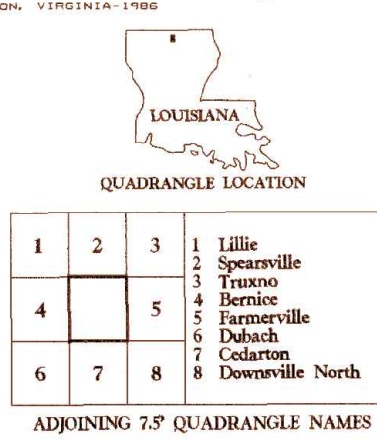 ON, VIRGINIA-1986
LOUISIANA
QUADRANGLE LOCATION
1 2 3
4 5
6 7 8
1 Lillie
2 Spearsville
3 Truxno
4 Bernice
5 Farmerville
6 Dubach
7 Cedarton
8 Downsville North
ADJOINING 7.5' QUADRANGLE NAMES